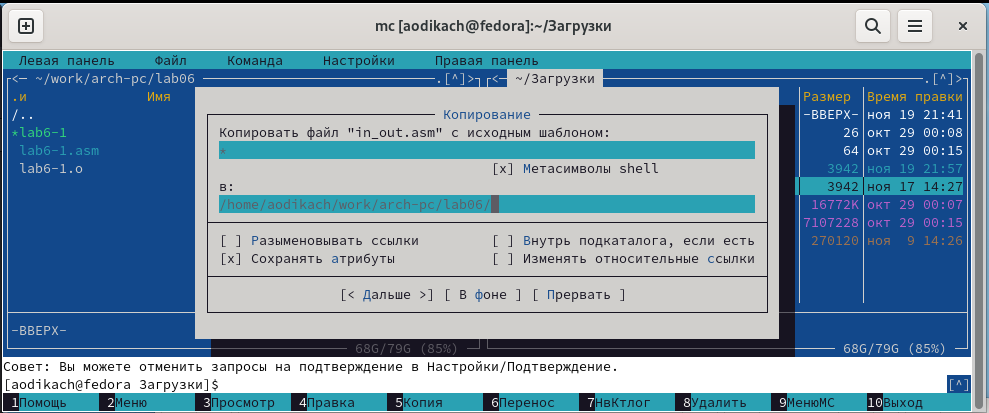 mc [aodikach@fedora]:~/Загрузки
Левая панель Файл Команда Настройки Правая панель
<— ~/work/arch-pc/lab06 .[^]> <— ~/Загрузки .[^]>
.и Имя Размер Время правки
/.. -ВВЕРХ- ноя 19 21:41
*lab6-1 26 окт 29 00:08
lab6-1.asm 64 окт 29 00:15
lab6-1.o 3942 ноя 19 21:57
3942 ноя 17 14:27
16772K окт 29 00:07
7107228 окт 29 00:15
270120 ноя 9 14:26
Копирование
Копировать файл "in_out.asm" с исходным шаблоном:
*
[x] Метасимволы shell
в:
/home/aodikach/work/arch-pc/lab06/
[ ] Разыменовывать ссылки [ ] Внутрь подкаталога, если есть
[x] Сохранять атрибуты [ ] Изменять относительные ссылки
[< Дальше >] [ В фоне ] [ Прервать ]
-ВВЕРХ-
68G/79G (85%) 68G/79G (85%)
Совет: Вы можете отменить запросы на подтверждение в Настройки/Подтверждение.
[aodikach@fedora Загрузки]$ [^]
1Помощь 2Меню 3Просмотр 4Правка 5Копия 6Перенос 7НвКтлог 8Удалить 9МенюMC 10Выход